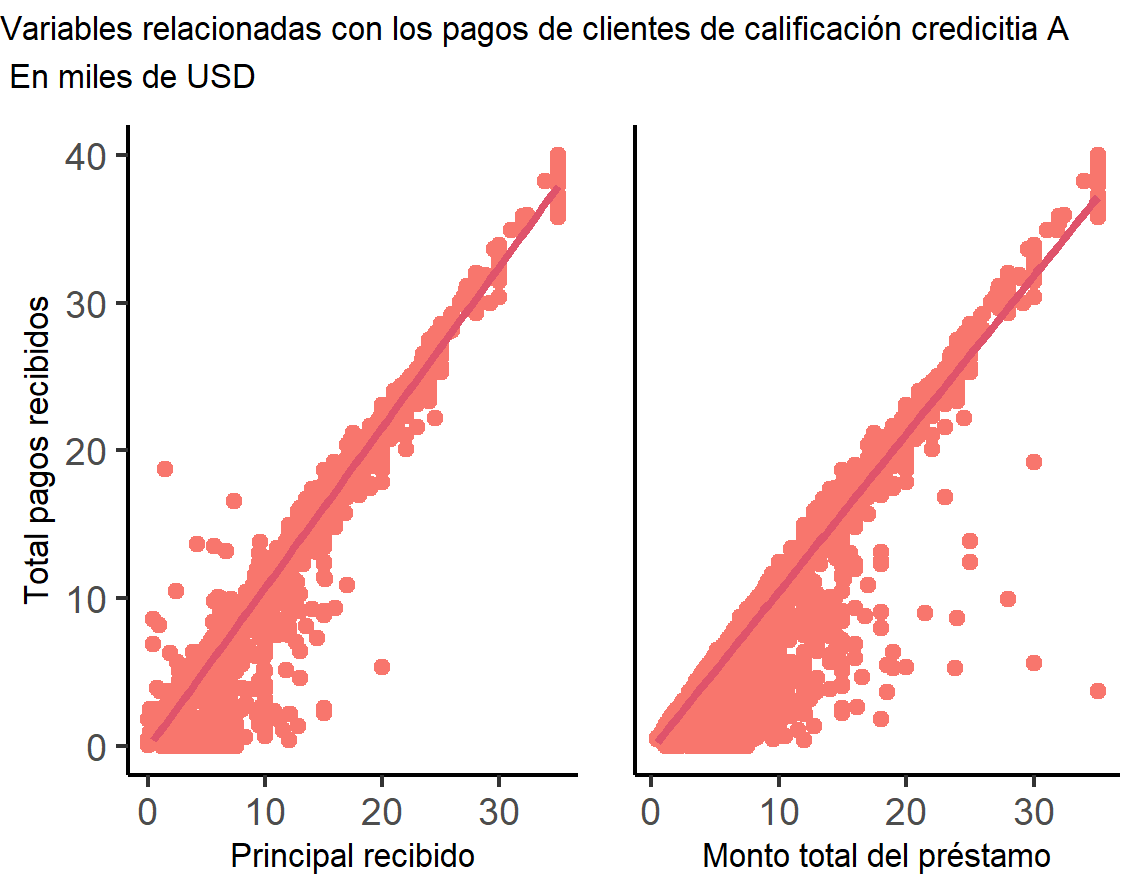 Variables relacionadas con los pagos de clientes de calificación credicitia A
En miles de USD
Total pagos recibidos
40
30
20
10
0
0 10 20 30
0 10 20 30
Principal recibido
Monto total del préstamo